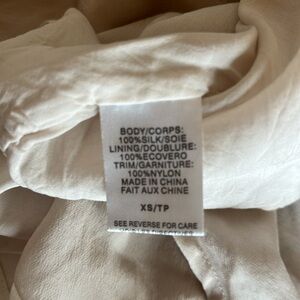 BODY/CORPS:
100%SILK/SOIE
LINING/DOUBLURE:
100%ECOVERO
TRIM/GARNITURE:
100%NYLON
MADE IN CHINA
FAIT AUX CHINE
XS/TP
SEE REVERSE FOR CARE